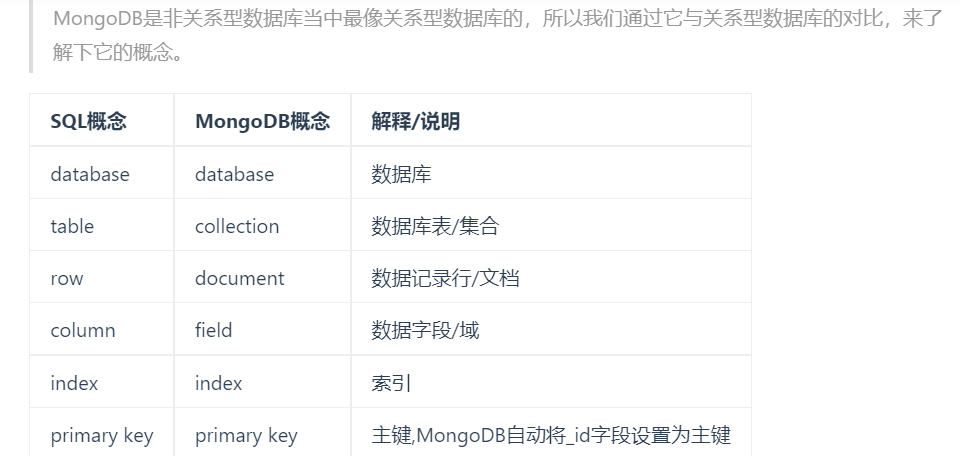 MongoDB是非关系型数据库当中最像关系型数据库的，所以我们通过它与关系型数据库的对比，来了
解下它的概念。
SQL概念 MongoDB概念 解释/说明
database database 数据库
table collection 数据库表/集合
row document 数据记录行/文档
column field 数据字段/域
index index 索引
primary key primary key 主键,MongoDB自动将_id字段设置为主键